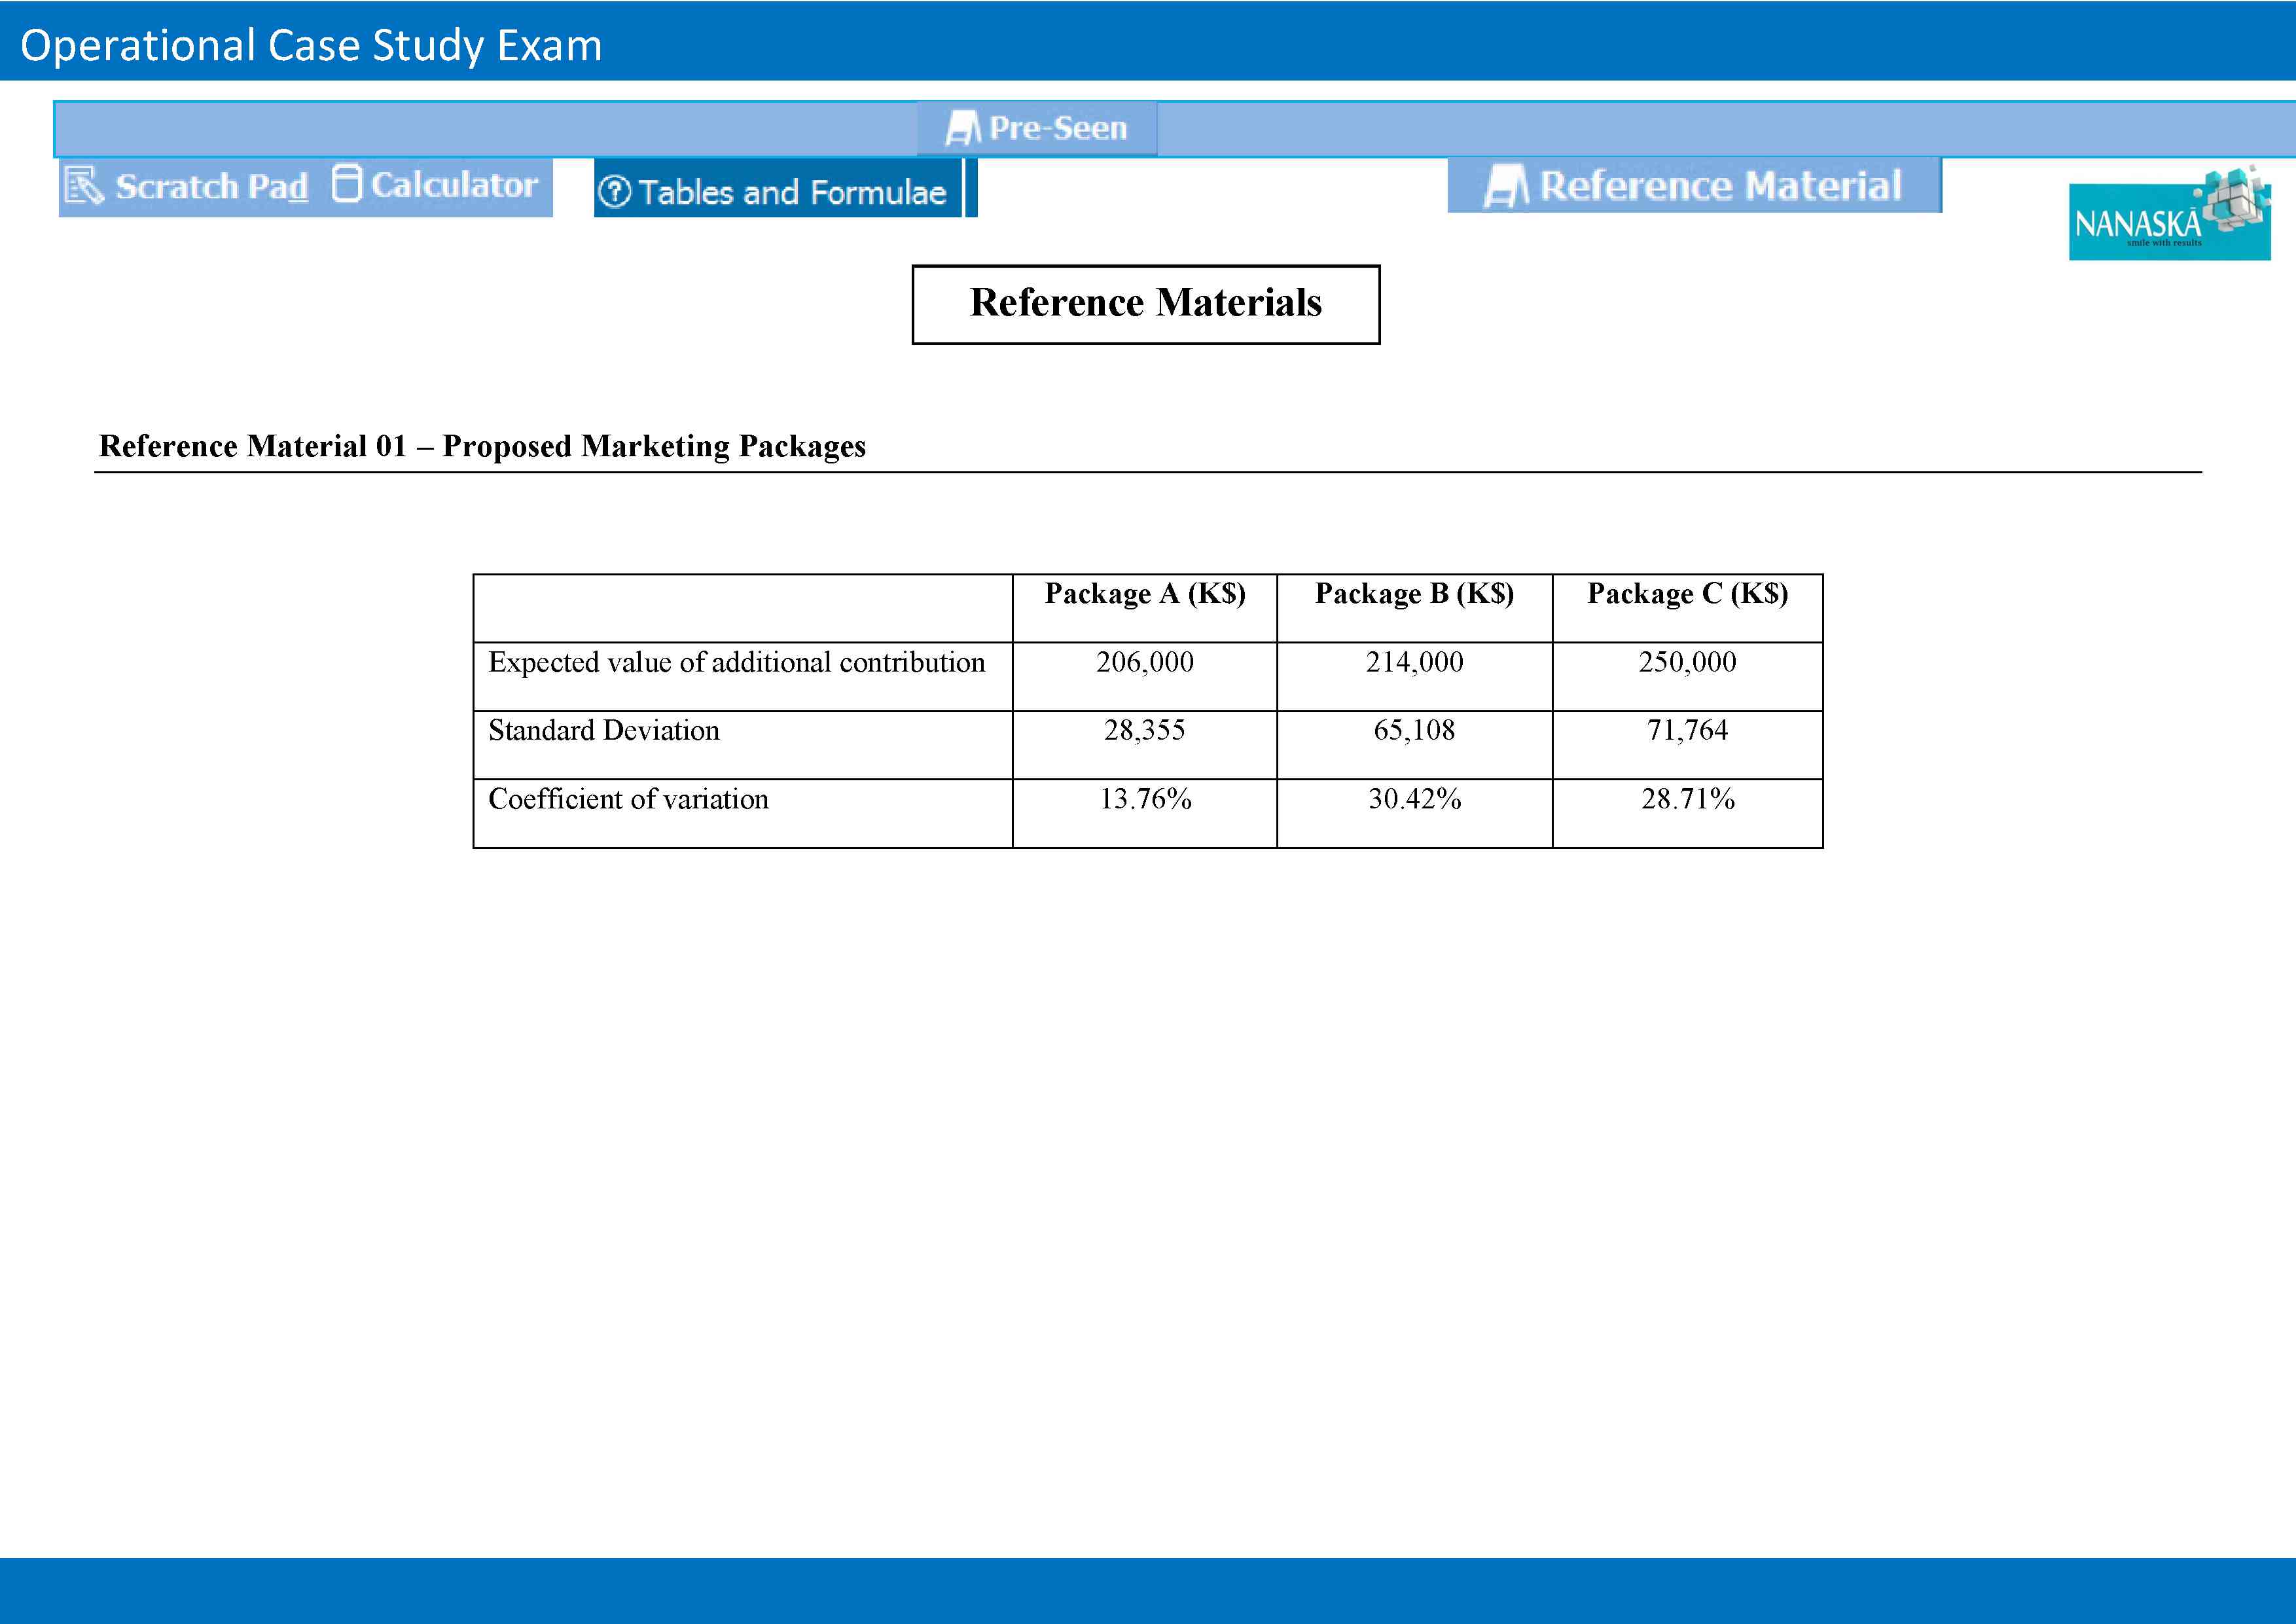 Operational Case Study Exam
Pre-Seen
Scratch Pad Calculator Tables and Formulae Reference Material
NANASKĀ
smile with results
Reference Materials
Reference Material 01 – Proposed Marketing Packages
Package A (K$) Package B (K$) Package C (K$)
Expected value of additional contribution 206,000 214,000 250,000
Standard Deviation 28,355 65,108 71,764
Coefficient of variation 13.76% 30.42% 28.71%